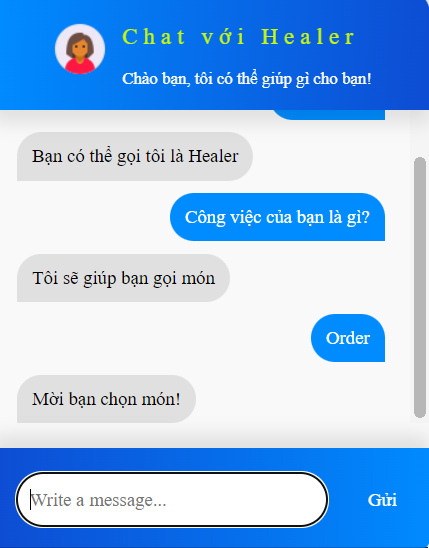 Chat với Healer
Chào bạn, tôi có thể giúp gì cho bạn!
Bạn có thể gọi tôi là Healer
Công việc của bạn là gì?
Tôi sẽ giúp bạn gọi món
Order
Mời bạn chọn món!
Write a message...
Gửi